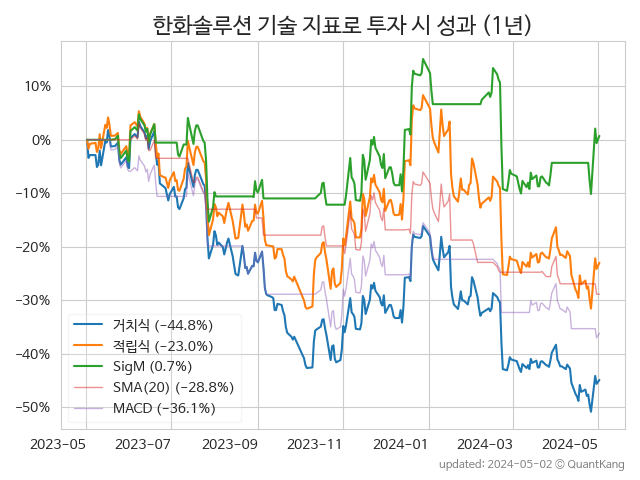 한화솔루션 기술 지표로 투자 시 성과 (1년)
10%
0%
−10%
−20%
−30%
−40%
−50%
거치식 (−44.8%)
적립식 (−23.0%)
SigM (0.7%)
SMA(20) (−28.8%)
MACD (−36.1%)
2023-05
2023-07
2023-09
2023-11
2024-01
2024-03
2024-05
updated: 2024-05-02 © QuantKang